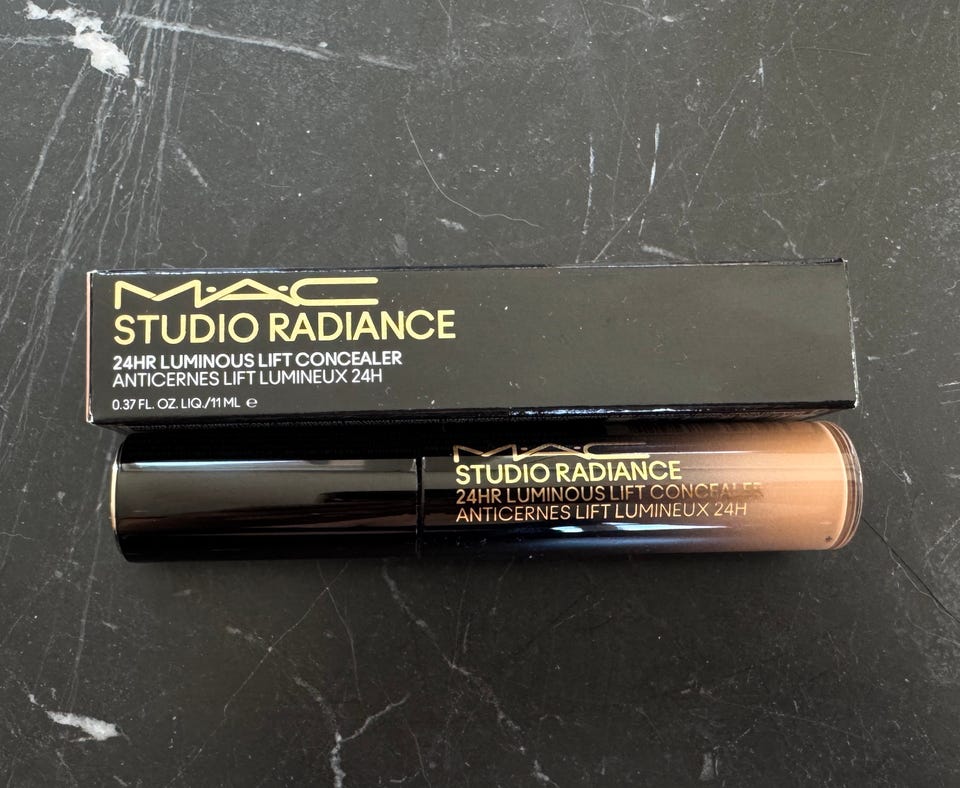 M·A·C
STUDIO RADIANCE
24HR LUMINOUS LIFT CONCEALER
ANTICERNES LIFT LUMINEUX 24H
0.37 FL. OZ. LIQ./11 ML ℮
M·A·C
STUDIO RADIANCE
24HR LUMINOUS LIFT CONCEALER
ANTICERNES LIFT LUMINEUX 24H